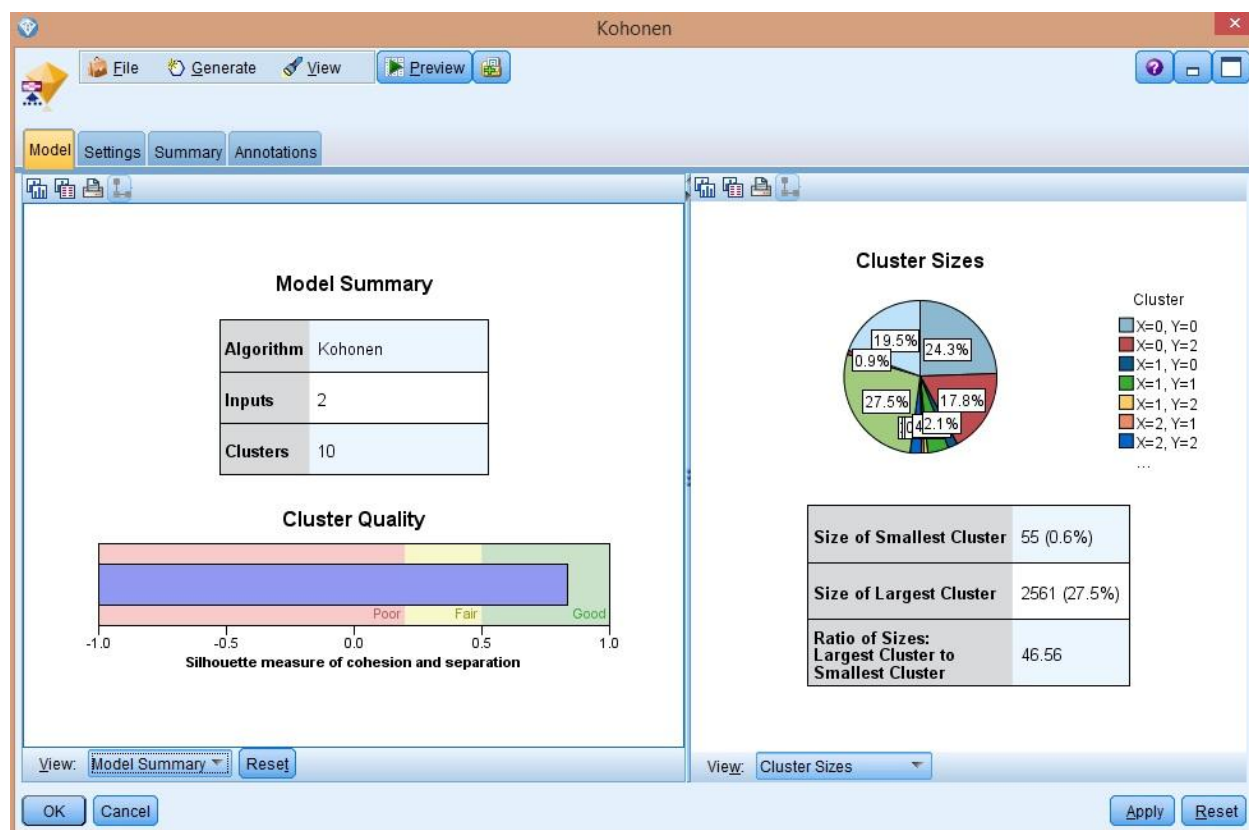 Kohonen
File Generate View Preview
Model Settings Summary Annotations
Model Summary
Algorithm Kohonen
Inputs 2
Clusters 10
Cluster Quality
Poor Fair Good
-1.0 -0.5 0.0 0.5 1.0
Silhouette measure of cohesion and separation
View: Model Summary Reset
Cluster Sizes
19.5% 24.3%
0.9%
27.5% 17.8%
2.1%
Cluster
X=0, Y=0
X=0, Y=2
X=1, Y=0
X=1, Y=1
X=1, Y=2
X=2, Y=1
X=2, Y=2
...
Size of Smallest Cluster 55 (0.6%)
Size of Largest Cluster 2561 (27.5%)
Ratio of Sizes:
Largest Cluster to
Smallest Cluster
46.56
View: Cluster Sizes
OK Cancel Apply Reset